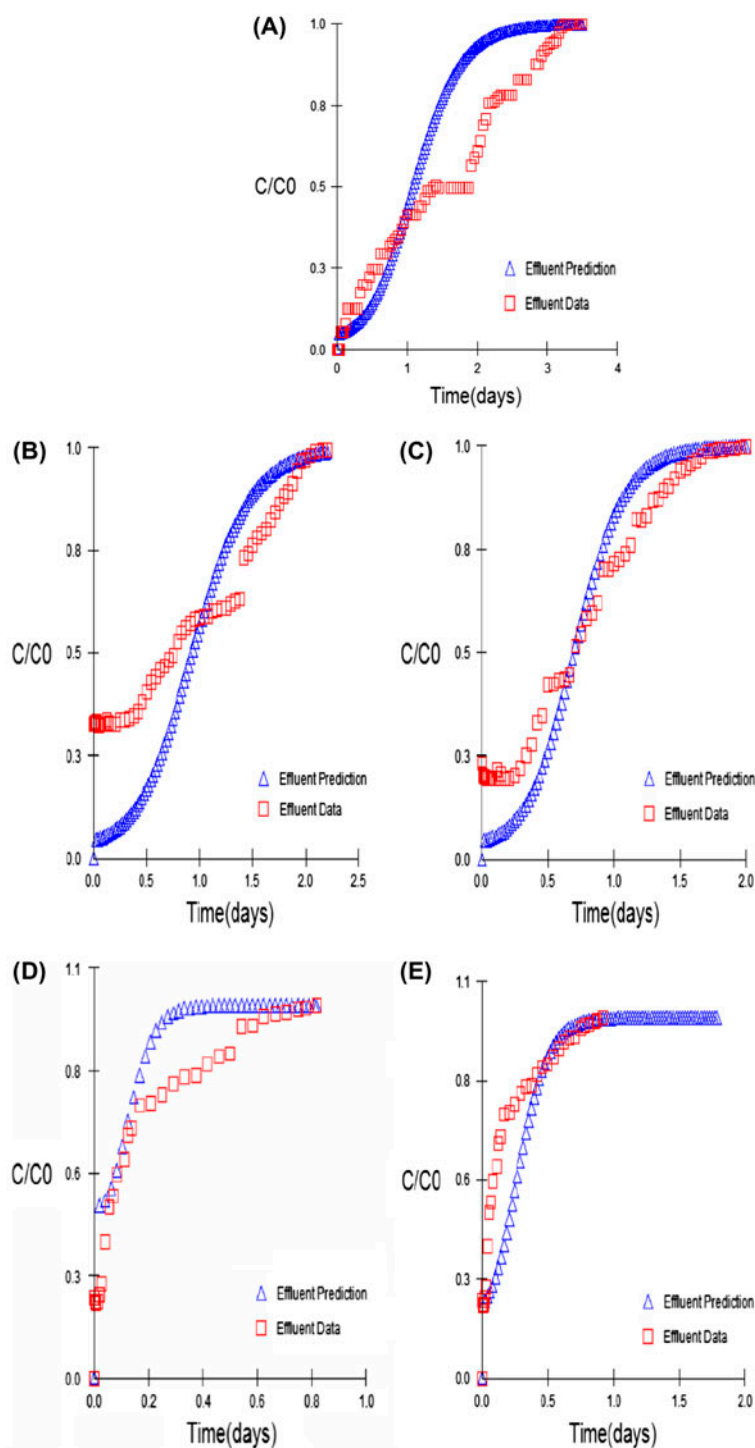 (A)
1.0
0.8
C/C0
0.5
0.3
Effluent Prediction
Effluent Data
0.0
0
1
2
3
4
Time(days)
(B)
1.0
0.8
C/C0
0.5
0.3
Effluent Prediction
Effluent Data
0.0
0.0
0.5
1.0
1.5
2.0
2.5
Time(days)
(C)
1.0
0.8
C/C0
0.5
0.3
Effluent Prediction
Effluent Data
0.0
0.0
0.5
1.0
1.5
2.0
Time(days)
(D)
1.1
0.8
0.6
C/C0
0.3
Effluent Prediction
Effluent Data
0.0
0.0
0.2
0.4
0.6
0.8
1.0
Time(days)
(E)
1.1
0.8
0.6
C/C0
0.3
Effluent Prediction
Effluent Data
0.0
0.0
0.5
1.0
1.5
2.0
Time(days)